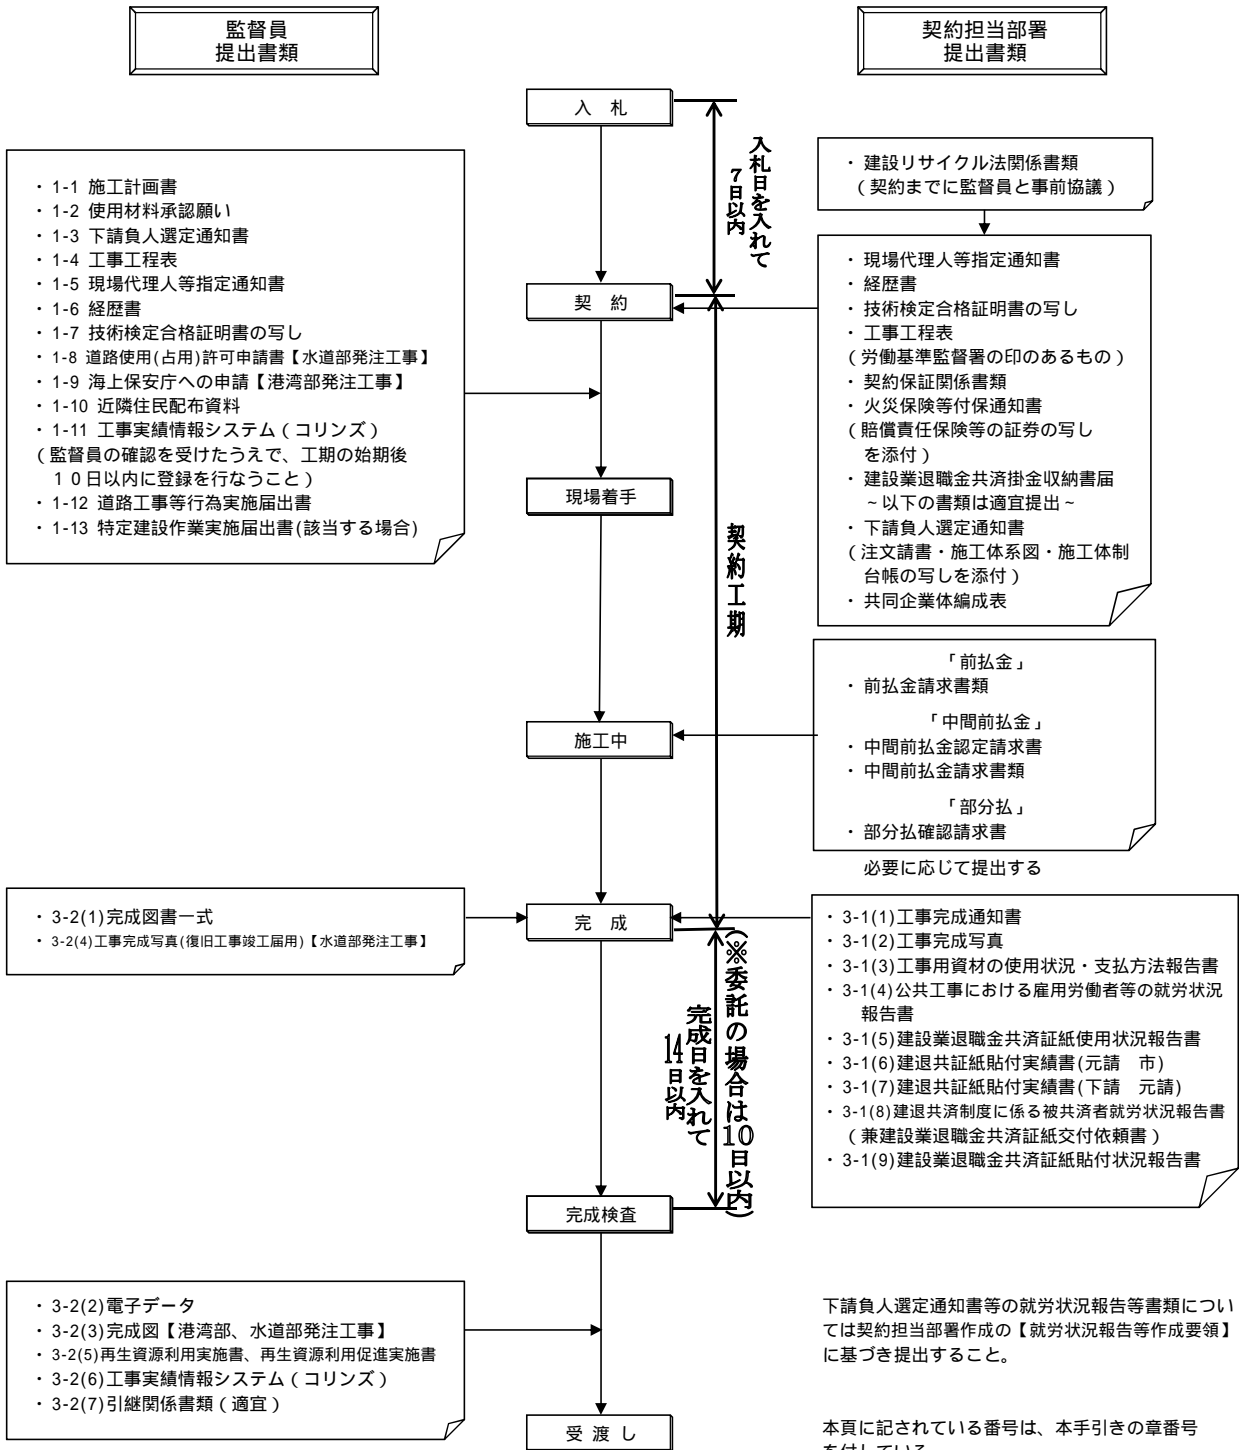 監督員
提出書類
契約担当部署
提出書類
入 札
入札日を入れて
7日以内
・ 建設リサイクル法関係書類
(契約までに監督員と事前協議)
・ 1-1 施工計画書
・ 1-2 使用材料承認願い
・ 1-3 下請負人選定通知書
・ 1-4 工事工程表
・ 1-5 現場代理人等指定通知書
・ 1-6 経歴書
・ 1-7 技術検定合格証明書の写し
・ 1-8 道路使用(占用)許可申請書【水道部発注工事】
・ 1-9 海上保安庁への申請【港湾部発注工事】
・ 1-10 近隣住民配布資料
・ 1-11 工事実績情報システム(コリンズ)
(監督員の確認を受けたうえで、工期の始期後
10日以内に登録を行なうこと)
・ 1-12 道路工事等行為実施届出書
・ 1-13 特定建設作業実施届出書(該当する場合)
契 約
・ 現場代理人等指定通知書
・ 経歴書
・ 技術検定合格証明書の写し
・ 工事工程表
(労働基準監督署の印のあるもの)
・ 契約保証関係書類
・ 火災保険等付保通知書
(賠償責任保険等の証券の写し
を添付)
・ 建設業退職金共済掛金収納書届
~以下の書類は適宜提出~
・ 下請負人選定通知書
(注文請書・施工体系図・施工体制
台帳の写しを添付)
・ 共同企業体編成表
現場着手
契約工期
「前払金」
・ 前払金請求書類
「中間前払金」
・ 中間前払金認定請求書
・ 中間前払金請求書類
「部分払」
・ 部分払確認請求書
必要に応じて提出する
施工中
・ 3-2(1)完成図書一式
・ 3-2(4)工事完成写真(復旧工事竣工届用)【水道部発注工事】
完 成
・ 3-1(1)工事完成通知書
・ 3-1(2)工事完成写真
・ 3-1(3)工事用資材の使用状況・支払方法報告書
・ 3-1(4)公共工事における雇用労働者等の就労状況
報告書
・ 3-1(5)建設業退職金共済証紙使用状況報告書
・ 3-1(6)建退共証紙貼付実績書(元請 市)
・ 3-1(7)建退共証紙貼付実績書(下請 元請)
・ 3-1(8)建退共済制度に係る被共済者就労状況報告書
(兼建設業退職金共済証紙交付依頼書)
・ 3-1(9)建設業退職金共済証紙貼付状況報告書
(※委託の場合は10日以内)
完成日を入れて
14日以内
完成検査
・ 3-2(2)電子データ
・ 3-2(3)完成図【港湾部、水道部発注工事】
・ 3-2(5)再生資源利用実施書、再生資源利用促進実施書
・ 3-2(6)工事実績情報システム(コリンズ)
・ 3-2(7)引継関係書類(適宜)
受 渡 し
下請負人選定通知書等の就労状況報告等書類につい
ては契約担当部署作成の【就労状況報告等作成要領】
に基づき提出すること。
本頁に記されている番号は、本手引きの章番号
を付している